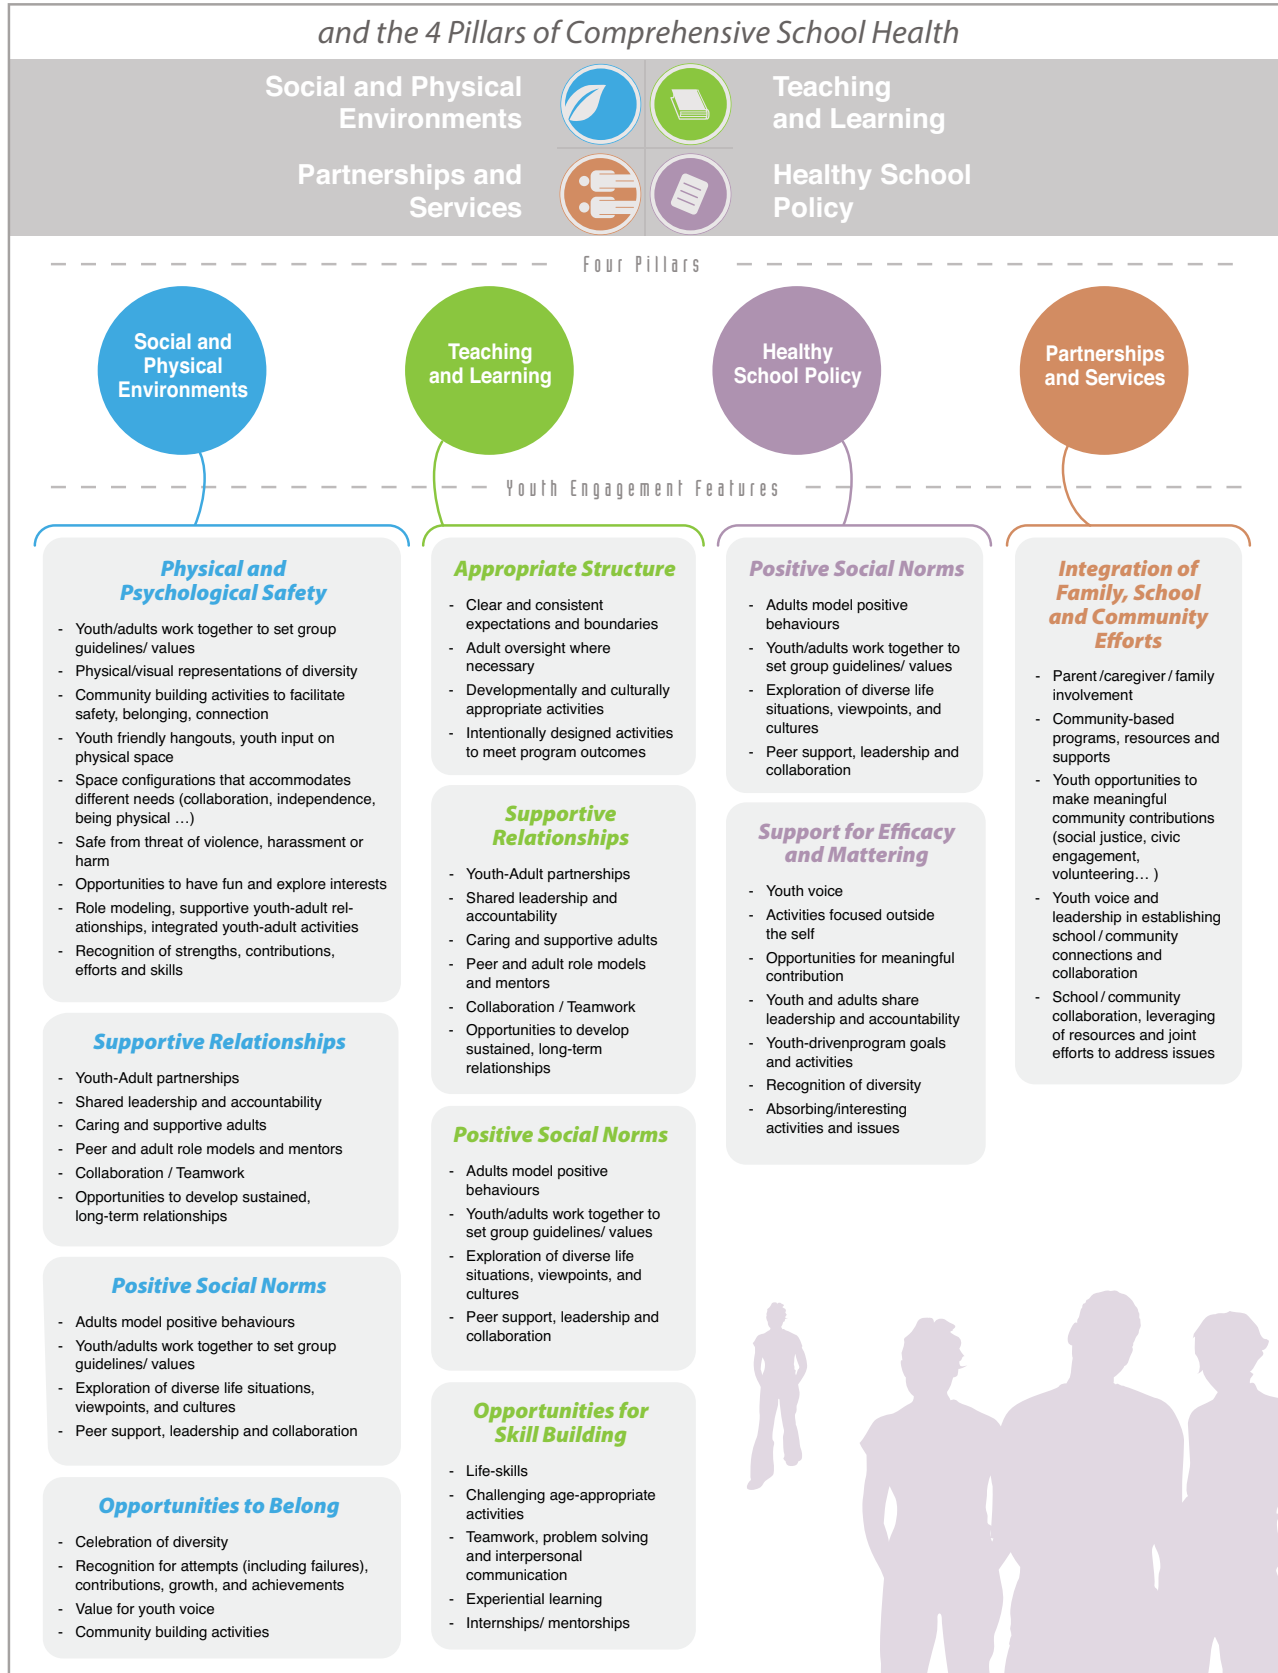 and the 4 Pillars of Comprehensive School Health
Social and Physical
Environments
Teaching
and Learning
Partnerships and
Services
Healthy School
Policy
Four Pillars
Social and
Physical
Environments
Teaching
and Learning
Healthy
School Policy
Partnerships
and Services
Youth Engagement Features
Physical and
Psychological Safety
- Youth/adults work together to set group
guidelines/ values
- Physical/visual representations of diversity
- Community building activities to facilitate
safety, belonging, connection
- Youth friendly hangouts, youth input on
physical space
- Space configurations that accommodates
different needs (collaboration, independence,
being physical ...)
- Safe from threat of violence, harassment or
harm
- Opportunities to have fun and explore interests
- Role modeling, supportive youth-adult rel-
ationships, integrated youth-adult activities
- Recognition of strengths, contributions,
efforts and skills
Supportive Relationships
- Youth-Adult partnerships
- Shared leadership and accountability
- Caring and supportive adults
- Peer and adult role models and mentors
- Collaboration / Teamwork
- Opportunities to develop sustained,
long-term relationships
Positive Social Norms
- Adults model positive behaviours
- Youth/adults work together to set group
guidelines/ values
- Exploration of diverse life situations,
viewpoints, and cultures
- Peer support, leadership and collaboration
Opportunities to Belong
- Celebration of diversity
- Recognition for attempts (including failures),
contributions, growth, and achievements
- Value for youth voice
- Community building activities
Appropriate Structure
- Clear and consistent
expectations and boundaries
- Adult oversight where
necessary
- Developmentally and culturally
appropriate activities
- Intentionally designed activities
to meet program outcomes
Supportive
Relationships
- Youth-Adult partnerships
- Shared leadership and
accountability
- Caring and supportive adults
- Peer and adult role models
and mentors
- Collaboration / Teamwork
- Opportunities to develop
sustained, long-term
relationships
Positive Social Norms
- Adults model positive
behaviours
- Youth/adults work together to
set group guidelines/ values
- Exploration of diverse life
situations, viewpoints, and
cultures
- Peer support, leadership and
collaboration
Opportunities for
Skill Building
- Life-skills
- Challenging age-appropriate
activities
- Teamwork, problem solving
and interpersonal
communication
- Experiential learning
- Internships/ mentorships
Positive Social Norms
- Adults model positive
behaviours
- Youth/adults work together to
set group guidelines/ values
- Exploration of diverse life
situations, viewpoints, and
cultures
- Peer support, leadership and
collaboration
Support for Efficacy
and Mattering
- Youth voice
- Activities focused outside
the self
- Opportunities for meaningful
contribution
- Youth and adults share
leadership and accountability
- Youth-drivenprogram goals
and activities
- Recognition of diversity
- Absorbing/interesting
activities and issues
Integration of
Family, School
and Community
Efforts
- Parent / caregiver / family
involvement
- Community-based
programs, resources and
supports
- Youth opportunities to
make meaningful
community contributions
(social justice, civic
engagement,
volunteering... )
- Youth voice and
leadership in establishing
school / community
connections and
collaboration
- School / community
collaboration, leveraging
of resources and joint
efforts to address issues